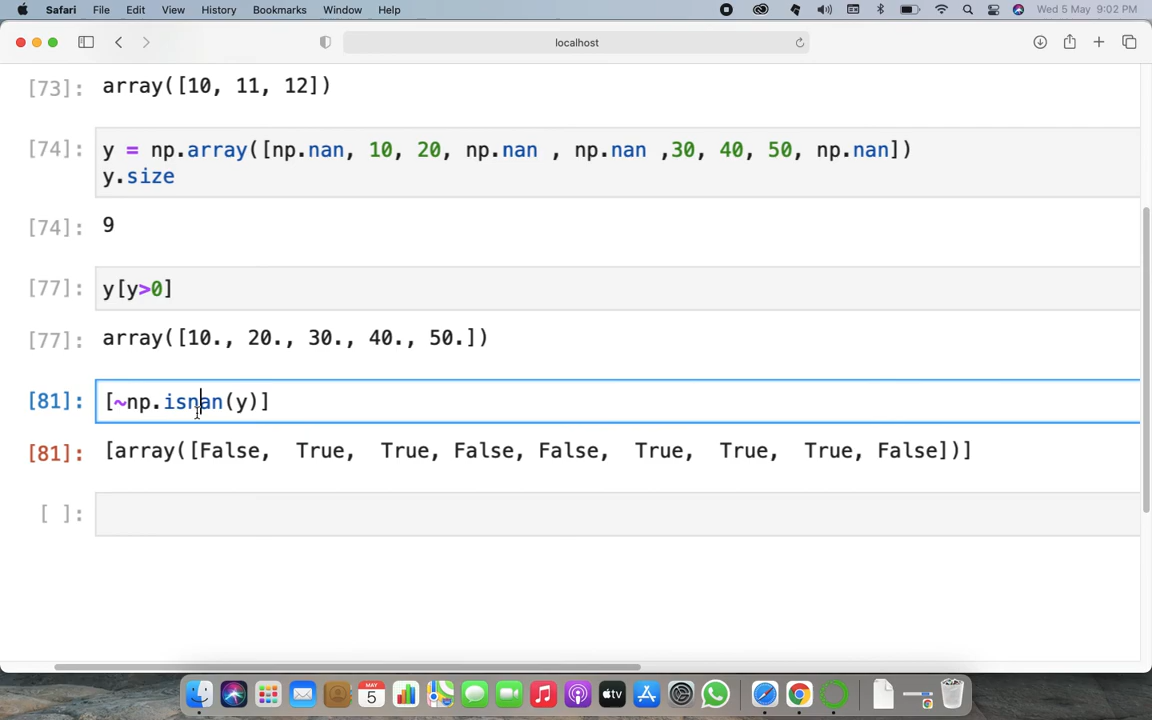 Safari File Edit View History Bookmarks Window Help Wed 5 May 9:02 PM
localhost
[73]: array([10, 11, 12])
[74]: y = np.array([np.nan, 10, 20, np.nan , np.nan ,30, 40, 50, np.nan])
y.size
[74]: 9
[77]: y[y>0]
[77]: array([10., 20., 30., 40., 50.])
[81]: [~np.isnan(y)]
[81]: [array([False, True, True, False, False, True, True, True, False])]
[ ]:
MAY
5
tv